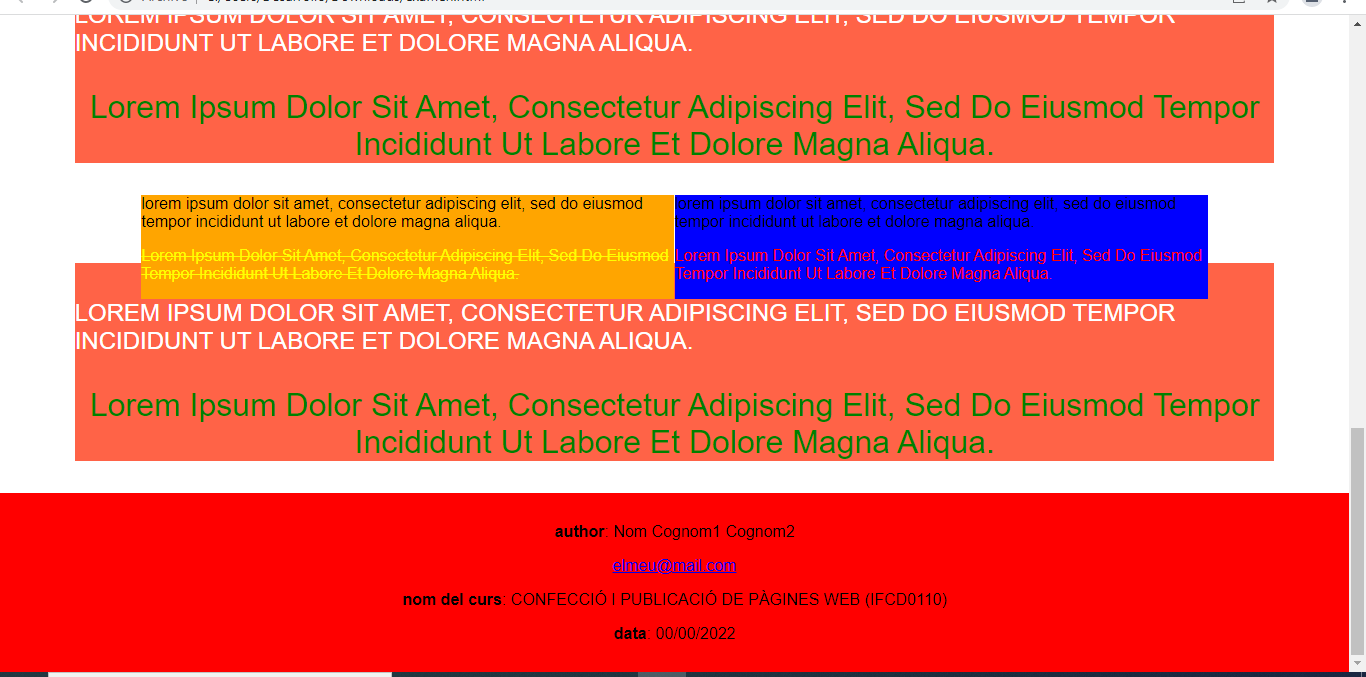 LOREM IPSUM DOLOR SIT AMET, CONSECTETUR ADIPISCING ELIT, SED DO EIUSMOD TEMPOR
INCIDIDUNT UT LABORE ET DOLORE MAGNA ALIQUA.
Lorem Ipsum Dolor Sit Amet, Consectetur Adipiscing Elit, Sed Do Eiusmod Tempor
Incididunt Ut Labore Et Dolore Magna Aliqua.
lorem ipsum dolor sit amet, consectetur adipiscing elit, sed do eiusmod
tempor incididunt ut labore et dolore magna aliqua.
Lorem Ipsum Dolor Sit Amet, Consectetur Adipiscing Elit, Sed Do Eiusmod
Tempor Incididunt Ut Labore Et Dolore Magna Aliqua.
lorem ipsum dolor sit amet, consectetur adipiscing elit, sed do eiusmod
tempor incididunt ut labore et dolore magna aliqua.
Lorem Ipsum Dolor Sit Amet, Consectetur Adipiscing Elit, Sed Do Eiusmod
Tempor Incididunt Ut Labore Et Dolore Magna Aliqua.
LOREM IPSUM DOLOR SIT AMET, CONSECTETUR ADIPISCING ELIT, SED DO EIUSMOD TEMPOR
INCIDIDUNT UT LABORE ET DOLORE MAGNA ALIQUA.
Lorem Ipsum Dolor Sit Amet, Consectetur Adipiscing Elit, Sed Do Eiusmod Tempor
Incididunt Ut Labore Et Dolore Magna Aliqua.
author: Nom Cognom1 Cognom2
elmeu@mail.com
nom del curs: CONFECCIÓ I PUBLICACIÓ DE PÀGINES WEB (IFCD0110)
data: 00/00/2022